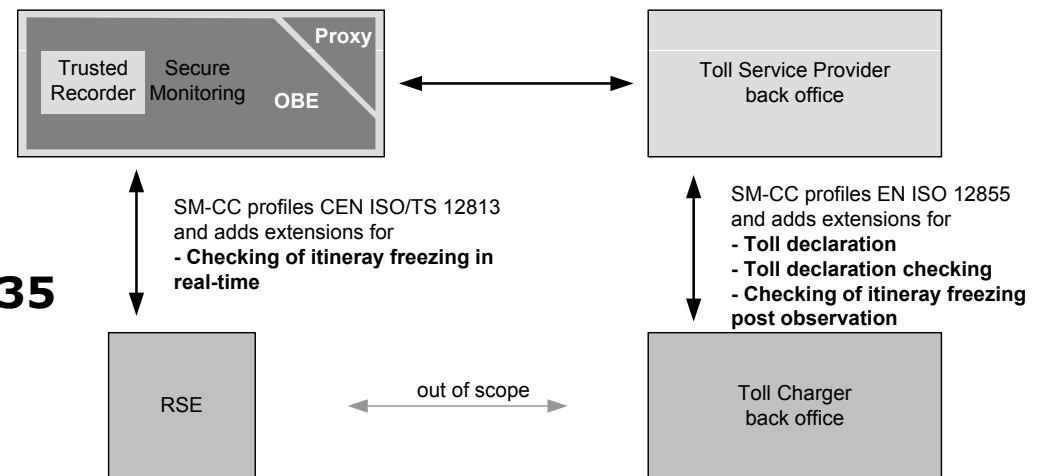 Proxy
Trusted
Recorder
Secure
Monitoring
OBE
Toll Service Provider
back office
SM-CC profiles CEN ISO/TS 12813
and adds extensions for
- Checking of itineray freezing in
real-time
SM-CC profiles EN ISO 12855
and adds extensions for
- Toll declaration
- Toll declaration checking
- Checking of itineray freezing
post observation
35
RSE
out of scope
Toll Charger
back office